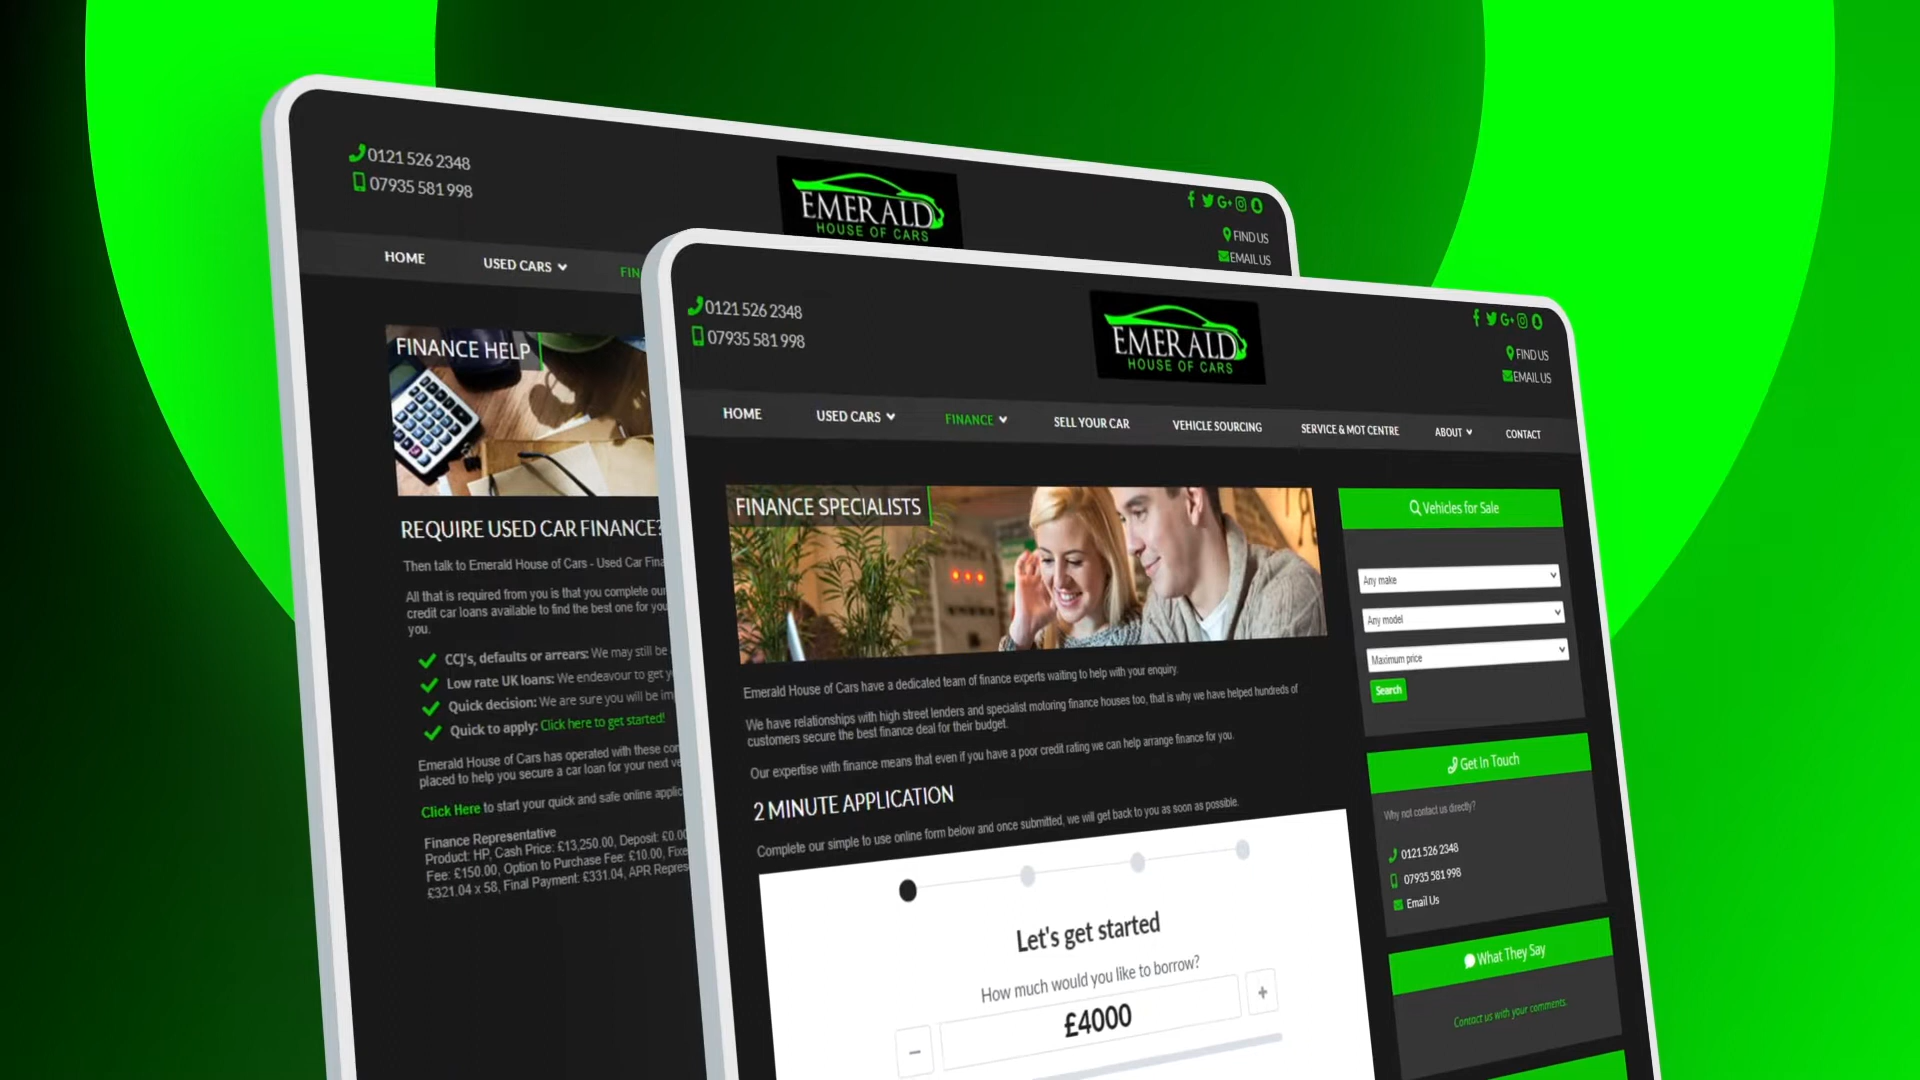 0121 526 2348
07935 581 998
EMERALD
HOUSE OF CARS
FIND US
EMAIL US
HOME
USED CARS
FIN
FINANCE HELP
REQUIRE USED CAR FINANCE?
Then talk to Emerald House of Cars - Used Car Fina
All that is required from you is that you complete our
credit car loans available to find the best one for you
you.
CCJ's, defaults or arrears: We may still be
Low rate UK loans: We endeavour to get y
Quick decision: We are sure you will be im
Quick to apply: Click here to get started!
Emerald House of Cars has operated with these con
placed to help you secure a car loan for your next ve
Click Here to start your quick and safe online applic
Finance Representative
Product: HP, Cash Price: £13,250.00, Deposit: £0.00
Fee: £150.00, Option to Purchase Fee: £10.00, Fixe
£321.04 x 58, Final Payment: £331.04, APR Repres
0121 526 2348
07935 581 998
EMERALD
HOUSE OF CARS
FIND US
EMAIL US
HOME
USED CARS
FINANCE
SELL YOUR CAR
VEHICLE SOURCING
SERVICE & MOT CENTRE
ABOUT
CONTACT
FINANCE SPECIALISTS
Emerald House of Cars have a dedicated team of finance experts waiting to help with your enquiry.
We have relationships with high street lenders and specialist motoring finance houses too, that is why we have helped hundreds of
customers secure the best finance deal for their budget.
Our expertise with finance means that even if you have a poor credit rating we can help arrange finance for you.
2 MINUTE APPLICATION
Complete our simple to use online form below and once submitted, we will get back to you as soon as possible.
Let's get started
How much would you like to borrow?
−
£4000
+
Vehicles for Sale
Any make
Any model
Maximum price
Search
Get In Touch
Why not contact us directly?
0121 526 2348
07935 581 998
Email Us
What They Say
Contact us with your comments.